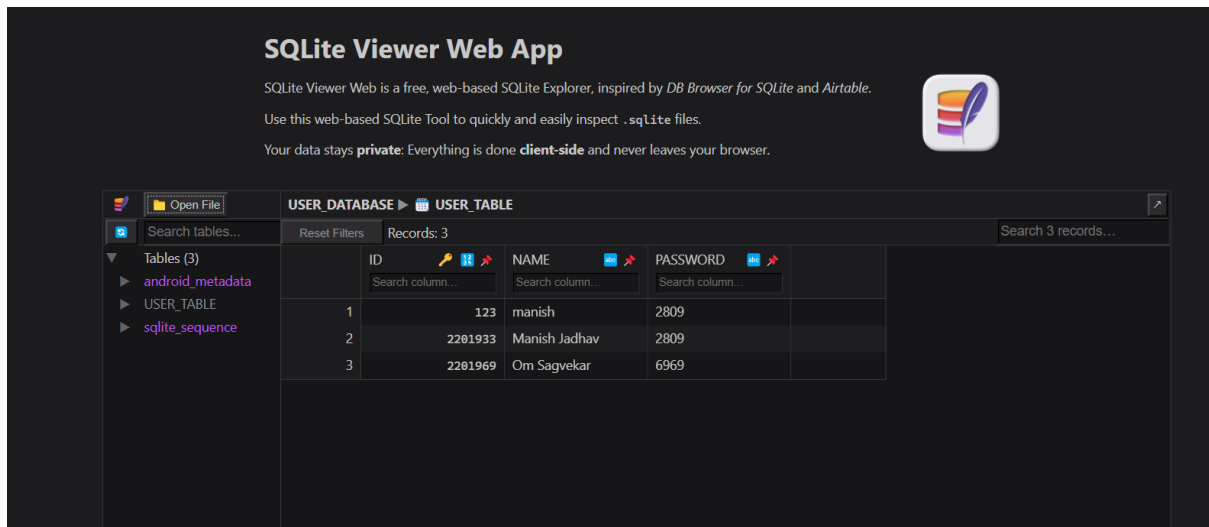 SQLite Viewer Web App
SQLite Viewer Web is a free, web-based SQLite Explorer, inspired by DB Browser for SQLite and Airtable.
Use this web-based SQLite Tool to quickly and easily inspect .sqlite files.
Your data stays private: Everything is done client-side and never leaves your browser.
Open File USER_DATABASE ▶ USER_TABLE
Search tables... Reset Filters Records: 3 Search 3 records...
Tables (3) ID NAME abc PASSWORD abc
Search column... Search column... Search column...
android_metadata
USER_TABLE 1 123 manish 2809
sqlite_sequence 2 2201933 Manish Jadhav 2809
3 2201969 Om Sagvekar 6969